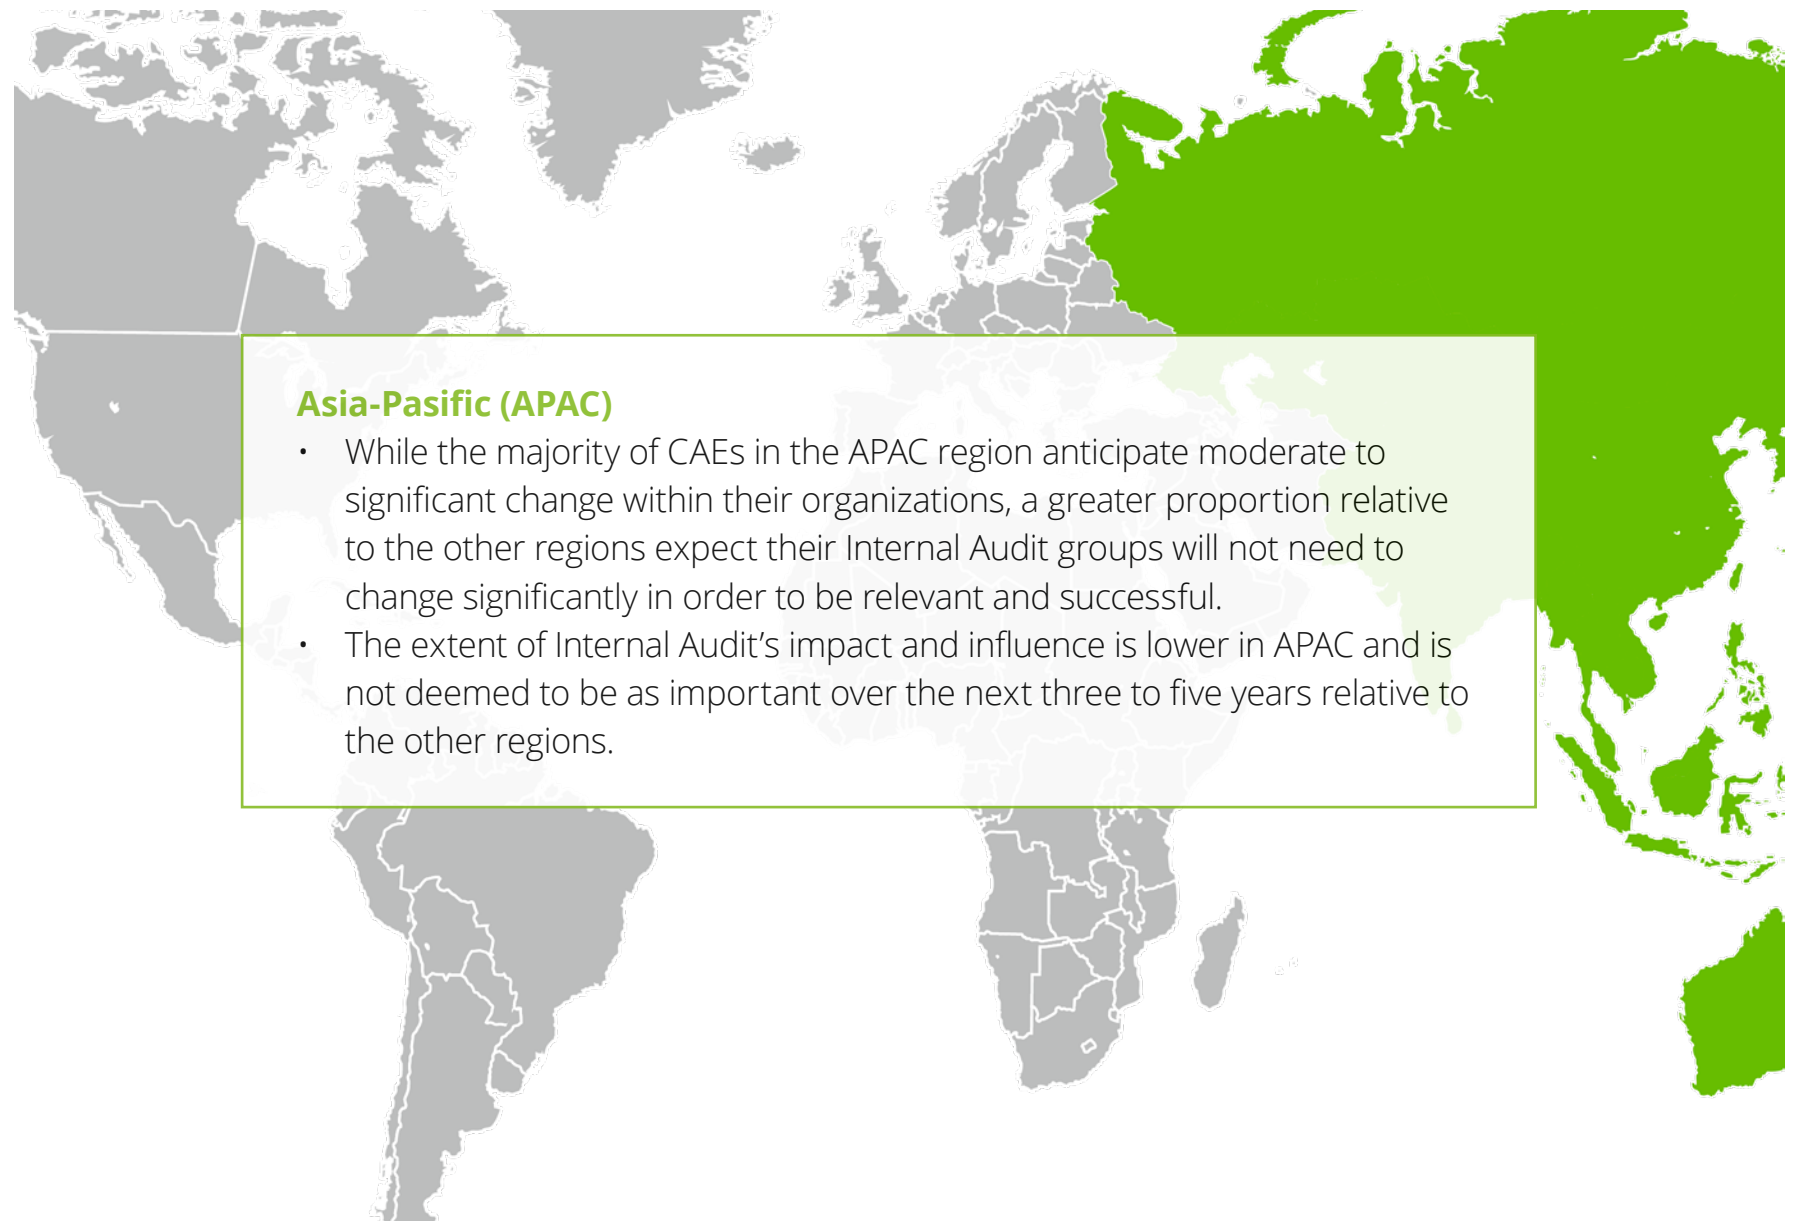 Asia-Pasific (APAC)
• While the majority of CAEs in the APAC region anticipate moderate to
significant change within their organizations, a greater proportion relative
to the other regions expect their Internal Audit groups will not need to
change significantly in order to be relevant and successful.
• The extent of Internal Audit’s impact and influence is lower in APAC and is
not deemed to be as important over the next three to five years relative to
the other regions.